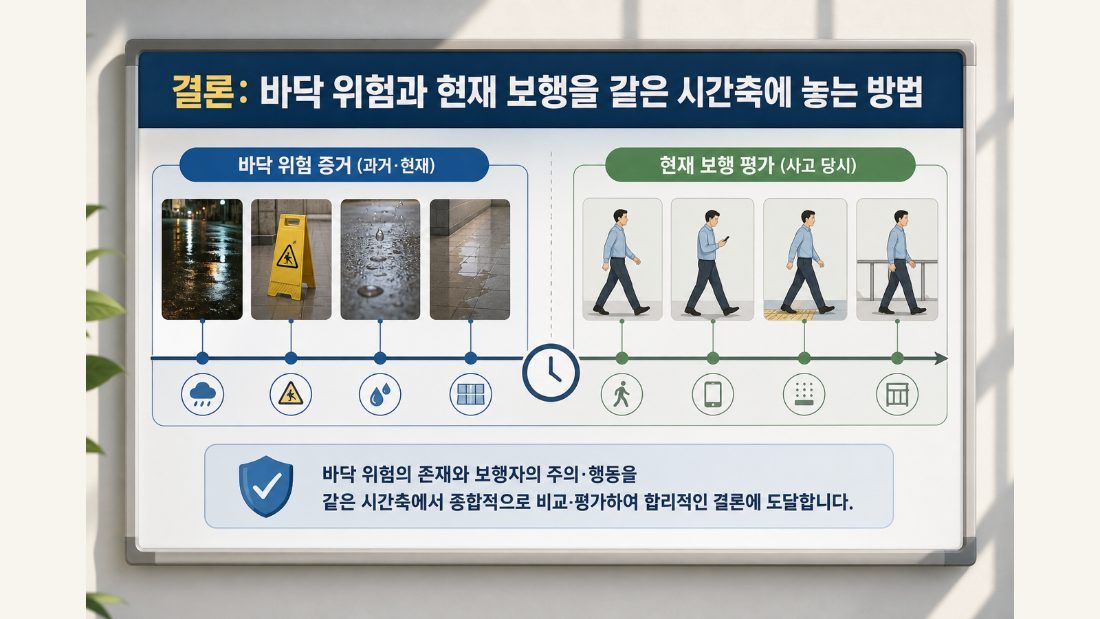 결론: 바닥 위험과 현재 보행을 같은 시간축에 놓는 방법
바닥 위험 증거 (과거·현재)
현재 보행 평가 (사고 당시)
바닥 위험의 존재와 보행자의 주의·행동을
같은 시간축에서 종합적으로 비교·평가하여 합리적인 결론에 도달합니다.